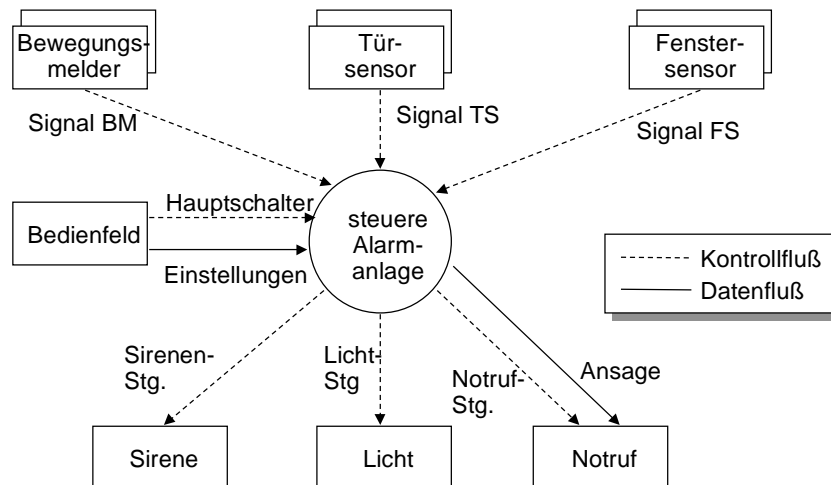 Bewegungs-
melder
Tür-
sensor
Fenster-
sensor
Signal BM
Signal TS
Signal FS
Hauptschalter
Bedienfeld
Einstellungen
steuere
Alarm-
anlage
Kontrollfluß
Datenfluß
Sirenen-
Stg.
Licht-
Stg
Notruf-
Stg.
Ansage
Sirene
Licht
Notruf